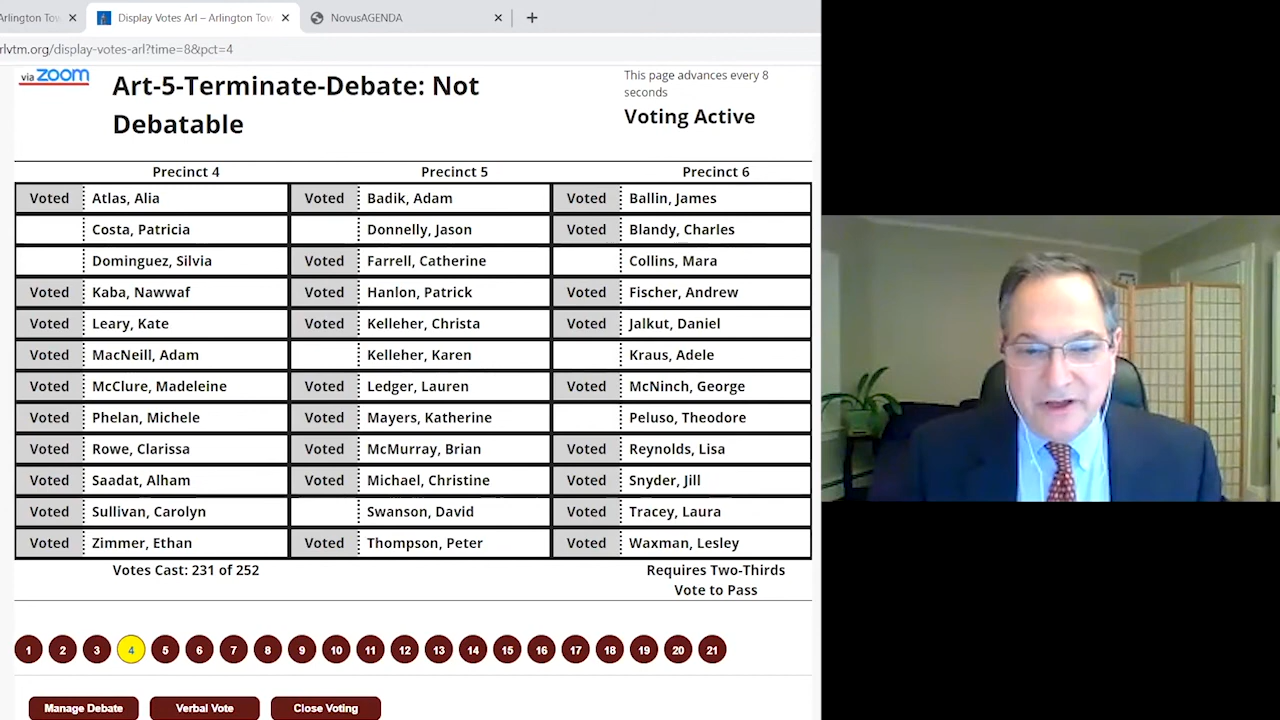 Arlington Tow
Display Votes Arl – Arlington Tow
NovusAGENDA
rlvtm.org/display-votes-arl?time=8&pct=4
via zoom
Art-5-Terminate-Debate: Not
Debatable
This page advances every 8
seconds
Voting Active
Precinct 4 Precinct 5 Precinct 6
Voted Atlas, Alia Voted Badik, Adam Voted Ballin, James
Costa, Patricia Donnelly, Jason Voted Blandy, Charles
Dominguez, Silvia Voted Farrell, Catherine Collins, Mara
Voted Kaba, Nawwaf Voted Hanlon, Patrick Voted Fischer, Andrew
Voted Leary, Kate Voted Kelleher, Christa Voted Jalkut, Daniel
Voted MacNeill, Adam Kelleher, Karen Kraus, Adele
Voted McClure, Madeleine Voted Ledger, Lauren Voted McNinch, George
Voted Phelan, Michele Voted Mayers, Katherine Peluso, Theodore
Voted Rowe, Clarissa Voted McMurray, Brian Voted Reynolds, Lisa
Voted Saadat, Alham Voted Michael, Christine Voted Snyder, Jill
Voted Sullivan, Carolyn Swanson, David Voted Tracey, Laura
Voted Zimmer, Ethan Voted Thompson, Peter Voted Waxman, Lesley
Votes Cast: 231 of 252
Requires Two-Thirds
Vote to Pass
1 2 3 4 5 6 7 8 9 10 11 12 13 14 15 16 17 18 19 20 21
Manage Debate Verbal Vote Close Voting